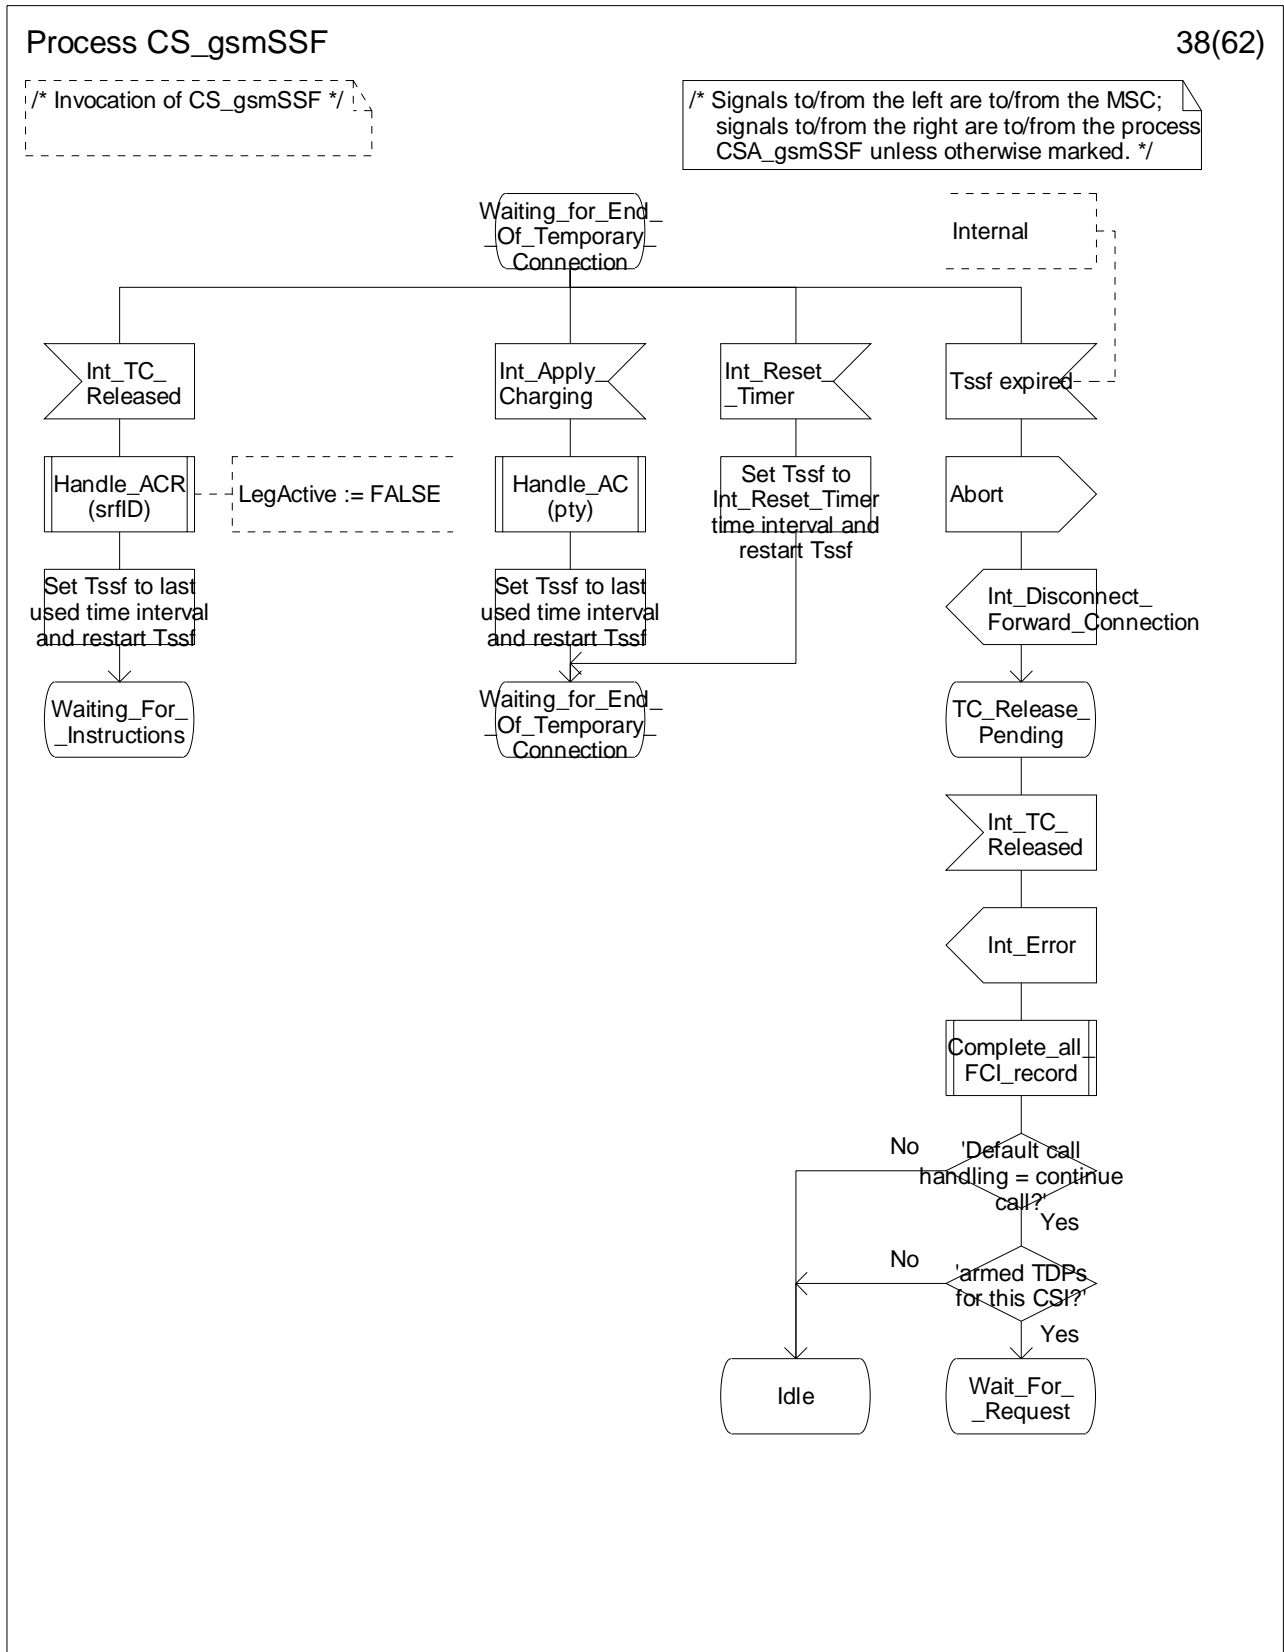 Process CS_gsmSSF
38(62)
/* Invocation of CS_gsmSSF */
/* Signals to/from the left are to/from the MSC;
signals to/from the right are to/from the process
CSA_gsmSSF unless otherwise marked. */
Waiting_for_End_
_Of_Temporary_
Connection
Internal
Int_TC_
Released
Int_Apply_
Charging
Int_Reset_
_Timer
Tssf expired
Handle_ACR
(srfID)
LegActive := FALSE
Handle_AC
(pty)
Set Tssf to
Int_Reset_Timer
time interval and
restart Tssf
Abort
Set Tssf to last
used time interval
and restart Tssf
Set Tssf to last
used time interval
and restart Tssf
Int_Disconnect_
Forward_Connection
Waiting_For_
_Instructions
Waiting_for_End_
_Of_Temporary_
Connection
TC_Release_
Pending
Int_TC_
Released
Int_Error
Complete_all_
FCI_record
No
'Default call
handling = continue
call?'
Yes
No
'armed TDPs
for this CSI?'
Yes
Idle
Wait_For_
_Request